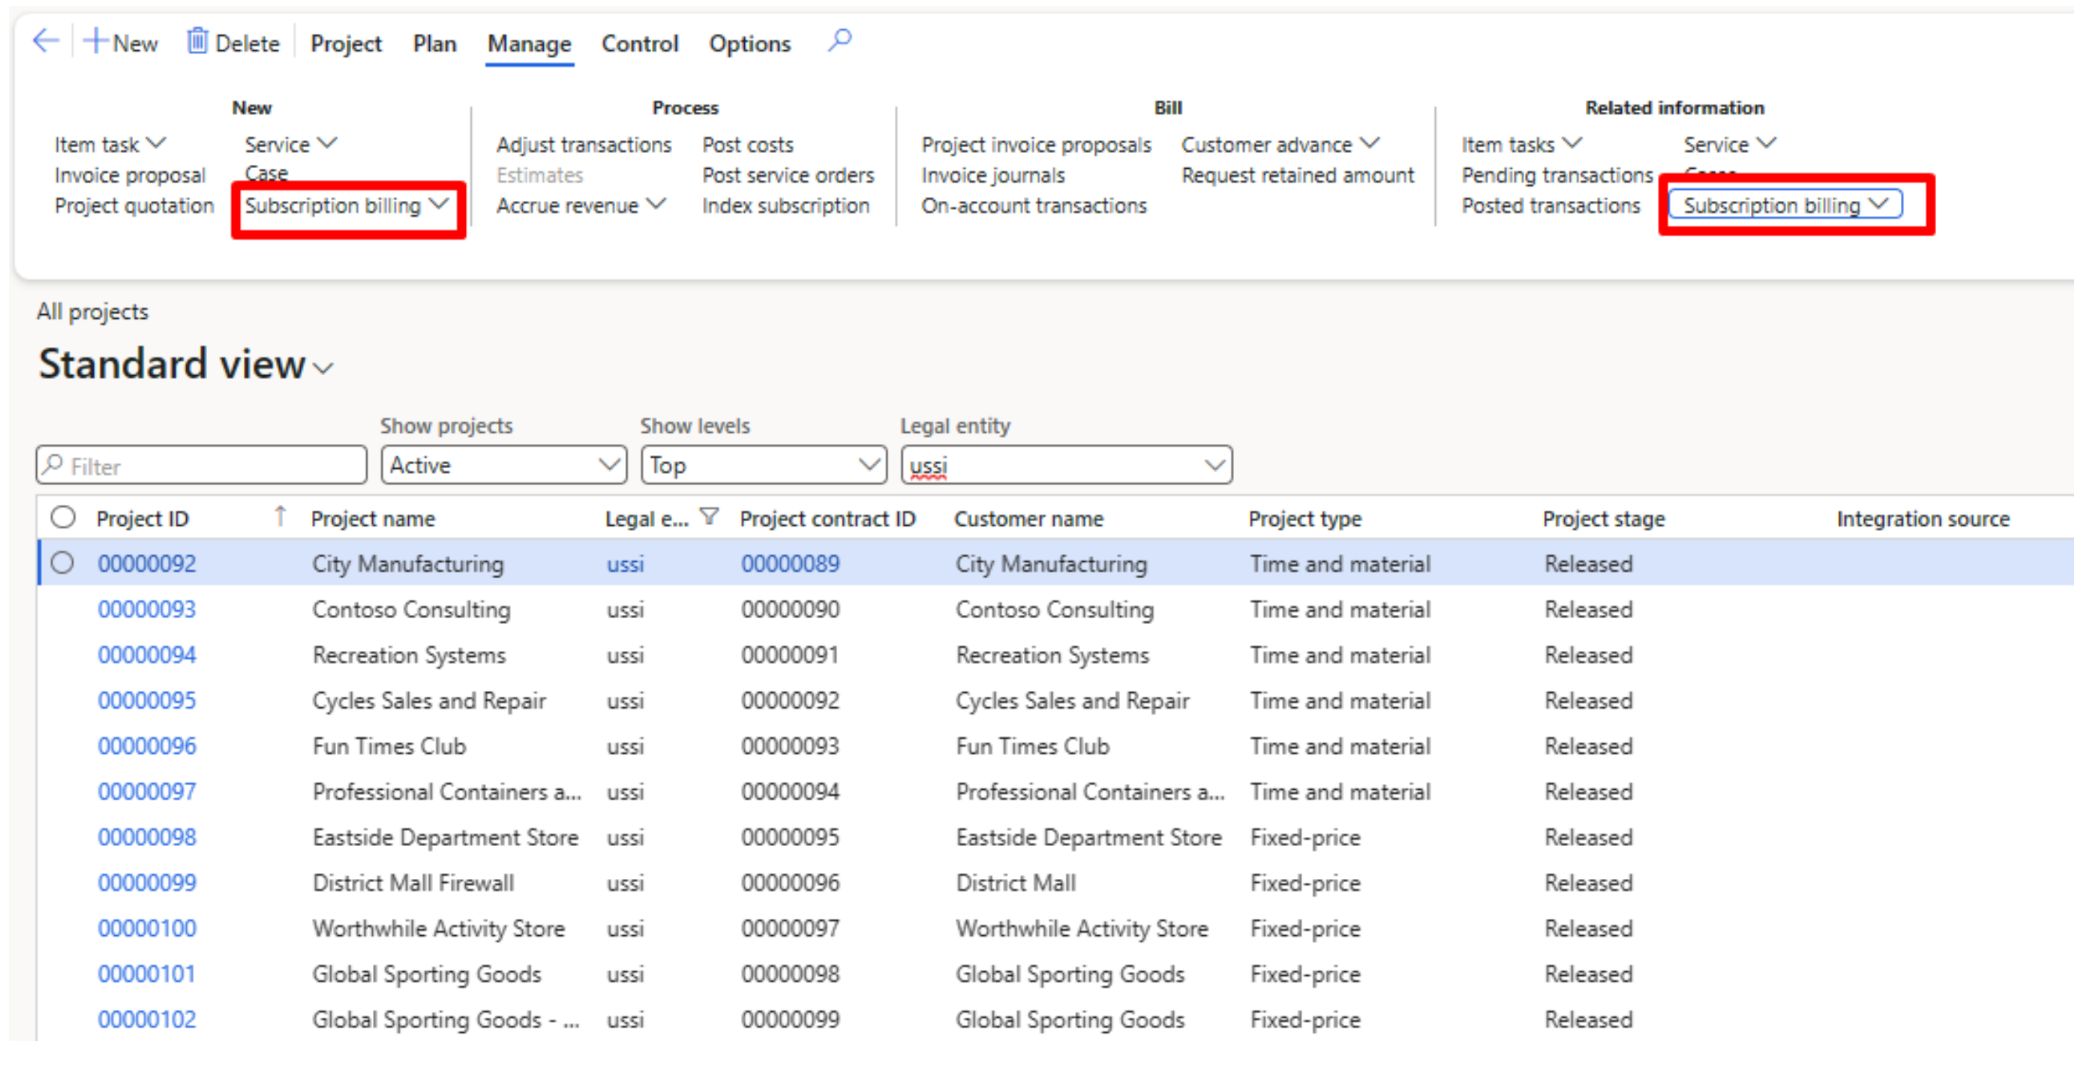 New Delete Project Plan Manage Control Options
New Process Bill Related information
Item task Service Adjust transactions Post costs Project invoice proposals Customer advance Item tasks Service
Invoice proposal Case Estimates Post service orders Invoice journals Request retained amount Pending transactions
Project quotation Subscription billing Accrue revenue Index subscription On-account transactions Posted transactions Subscription billing
All projects
Standard view
Show projects Show levels Legal entity
Filter Active Top ussi
Project ID Project name Legal e... Project contract ID Customer name Project type Project stage Integration source
00000092 City Manufacturing ussi 00000089 City Manufacturing Time and material Released
00000093 Contoso Consulting ussi 00000090 Contoso Consulting Time and material Released
00000094 Recreation Systems ussi 00000091 Recreation Systems Time and material Released
00000095 Cycles Sales and Repair ussi 00000092 Cycles Sales and Repair Time and material Released
00000096 Fun Times Club ussi 00000093 Fun Times Club Time and material Released
00000097 Professional Containers a... ussi 00000094 Professional Containers a... Time and material Released
00000098 Eastside Department Store ussi 00000095 Eastside Department Store Fixed-price Released
00000099 District Mall Firewall ussi 00000096 District Mall Fixed-price Released
00000100 Worthwhile Activity Store ussi 00000097 Worthwhile Activity Store Fixed-price Released
00000101 Global Sporting Goods ussi 00000098 Global Sporting Goods Fixed-price Released
00000102 Global Sporting Goods - ... ussi 00000099 Global Sporting Goods Fixed-price Released